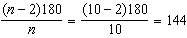 (n − 2)180 / n = (10 − 2)180 / 10 = 144